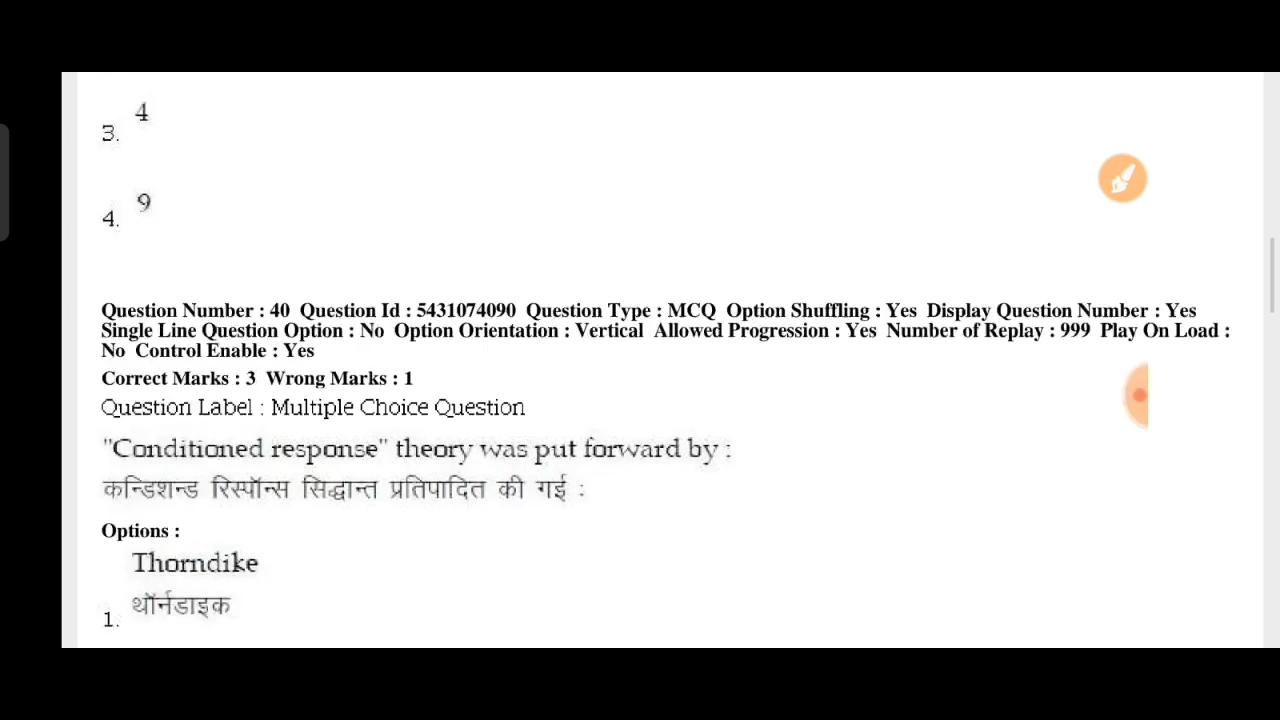 4
3.
9
4.
Question Number : 40 Question Id : 5431074090 Question Type : MCQ Option Shuffling : Yes Display Question Number : Yes
Single Line Question Option : No Option Orientation : Vertical Allowed Progression : Yes Number of Replay : 999 Play On Load :
No Control Enable : Yes
Correct Marks : 3 Wrong Marks : 1
Question Label : Multiple Choice Question
"Conditioned response" theory was put forward by :
कन्डिशन्ड रिस्पॉन्स सिद्धान्त प्रतिपादित की गई :
Options :
Thorndike
थॉर्नडाइक
1.